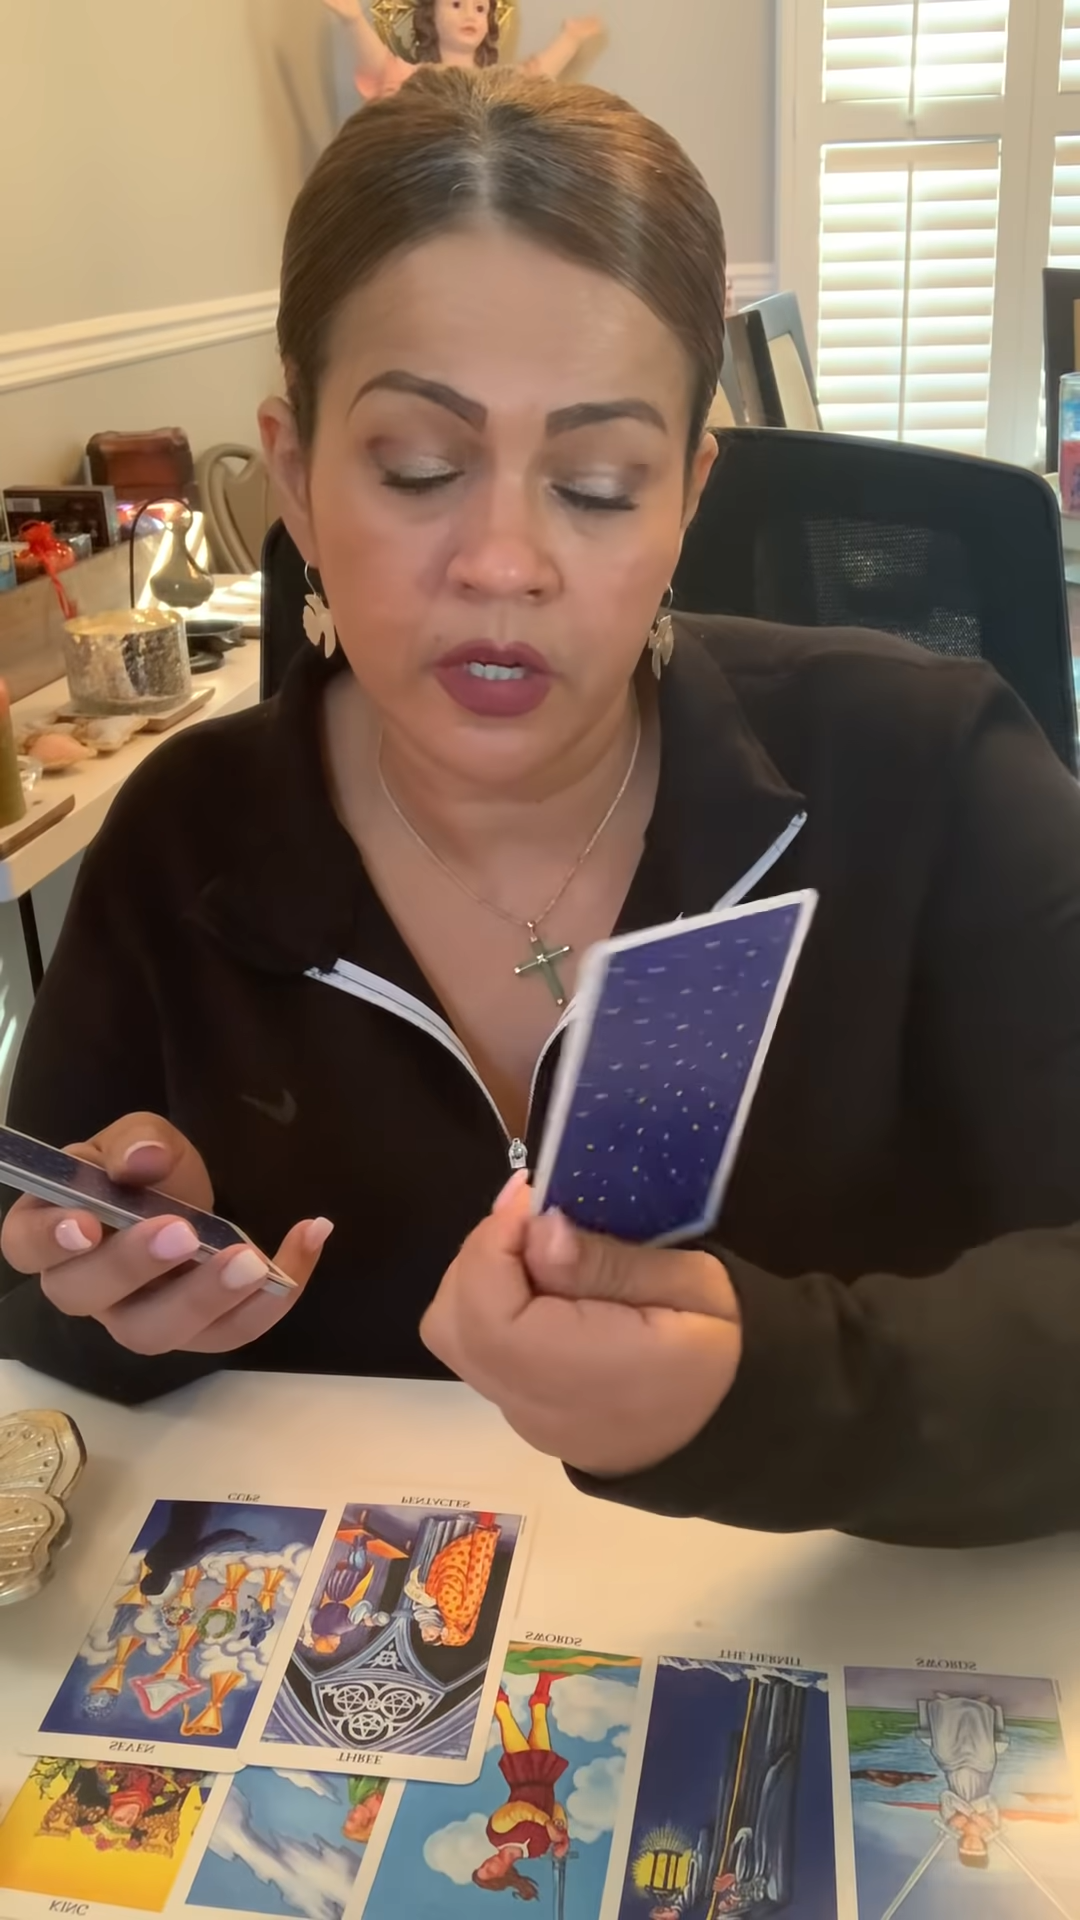 CUPS
PENTACLES
SWORDS
THE HERMIT
SWORDS
SEVEN
THREE
KING